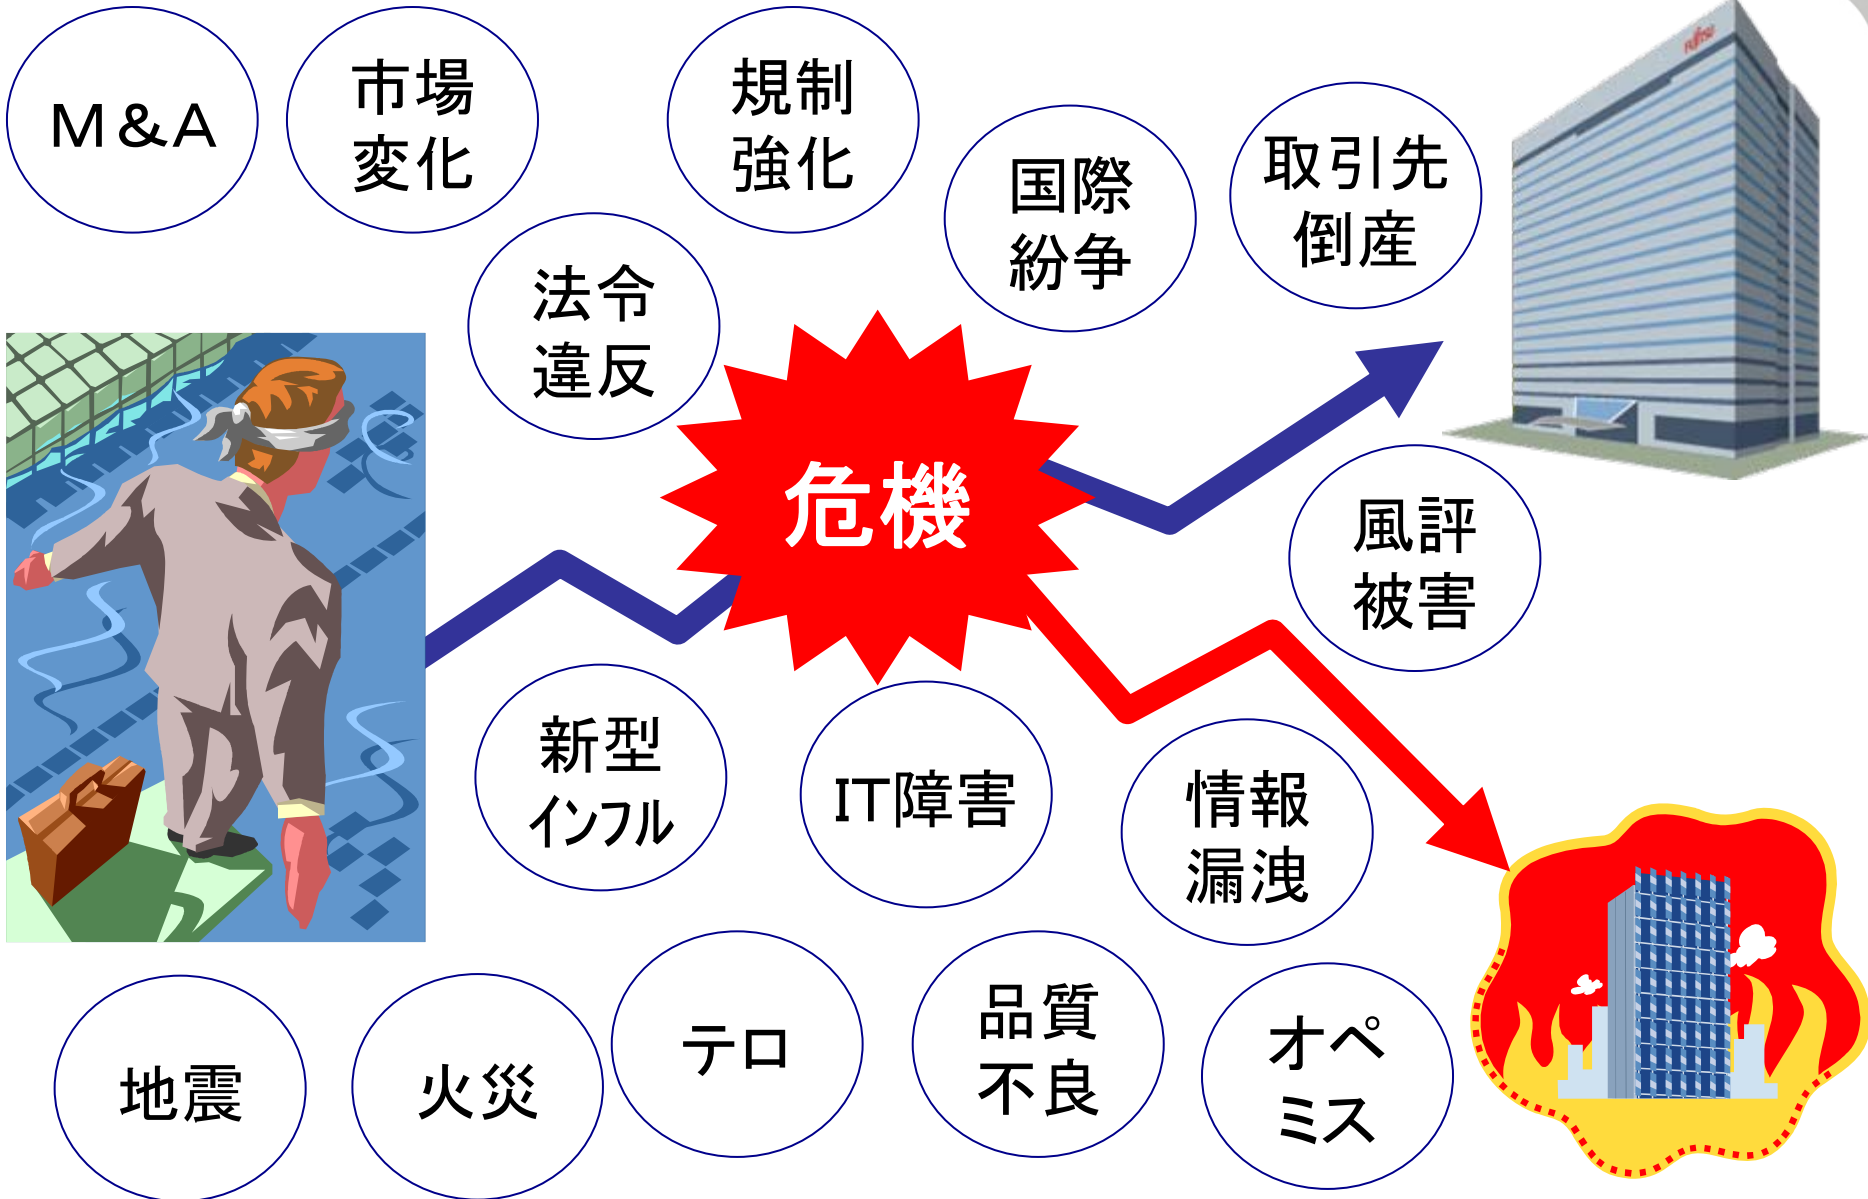 M&A
市場
変化
規制
強化
国際
紛争
取引先
倒産
FUJITSU
法令
違反
危機
風評
被害
新型
インフル
IT障害
情報
漏洩
地震
火災
テロ
品質
不良
オペ
ミス